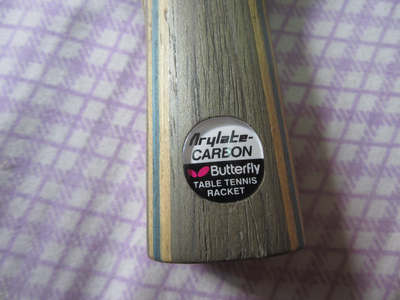 Arylate-
CARBON
Butterfly
TABLE TENNIS
RACKET